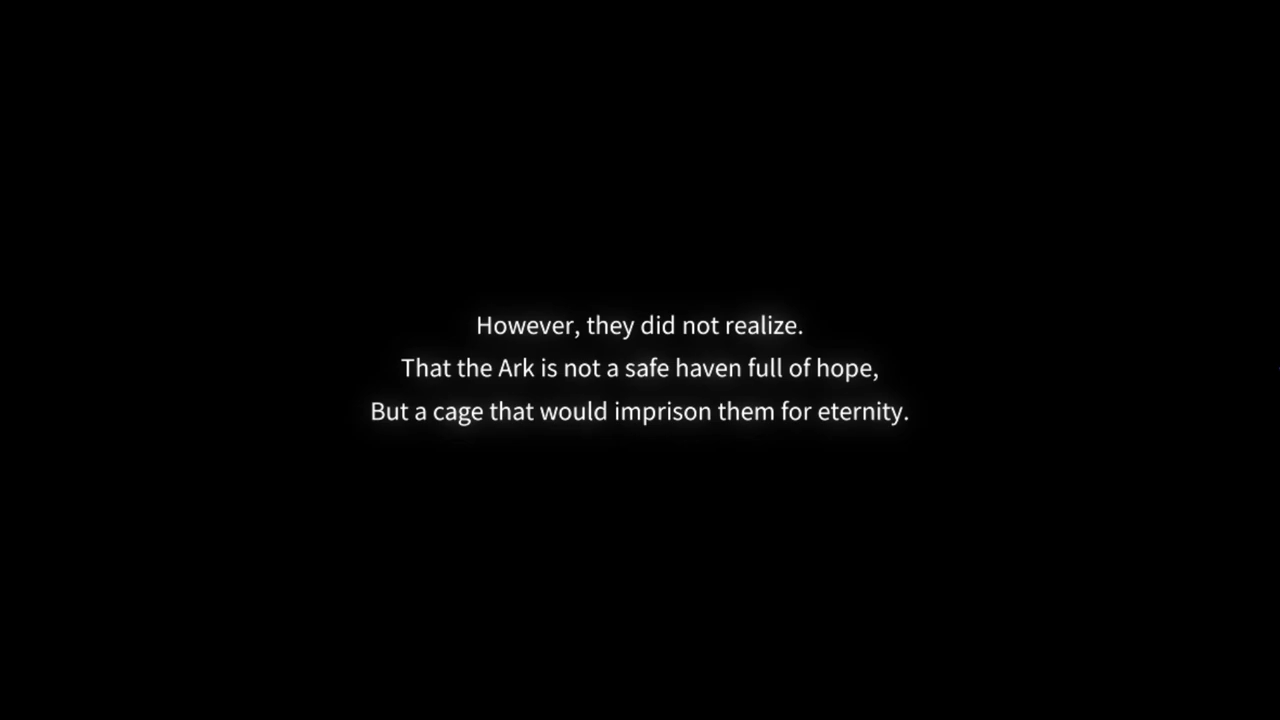 However, they did not realize.
That the Ark is not a safe haven full of hope,
But a cage that would imprison them for eternity.